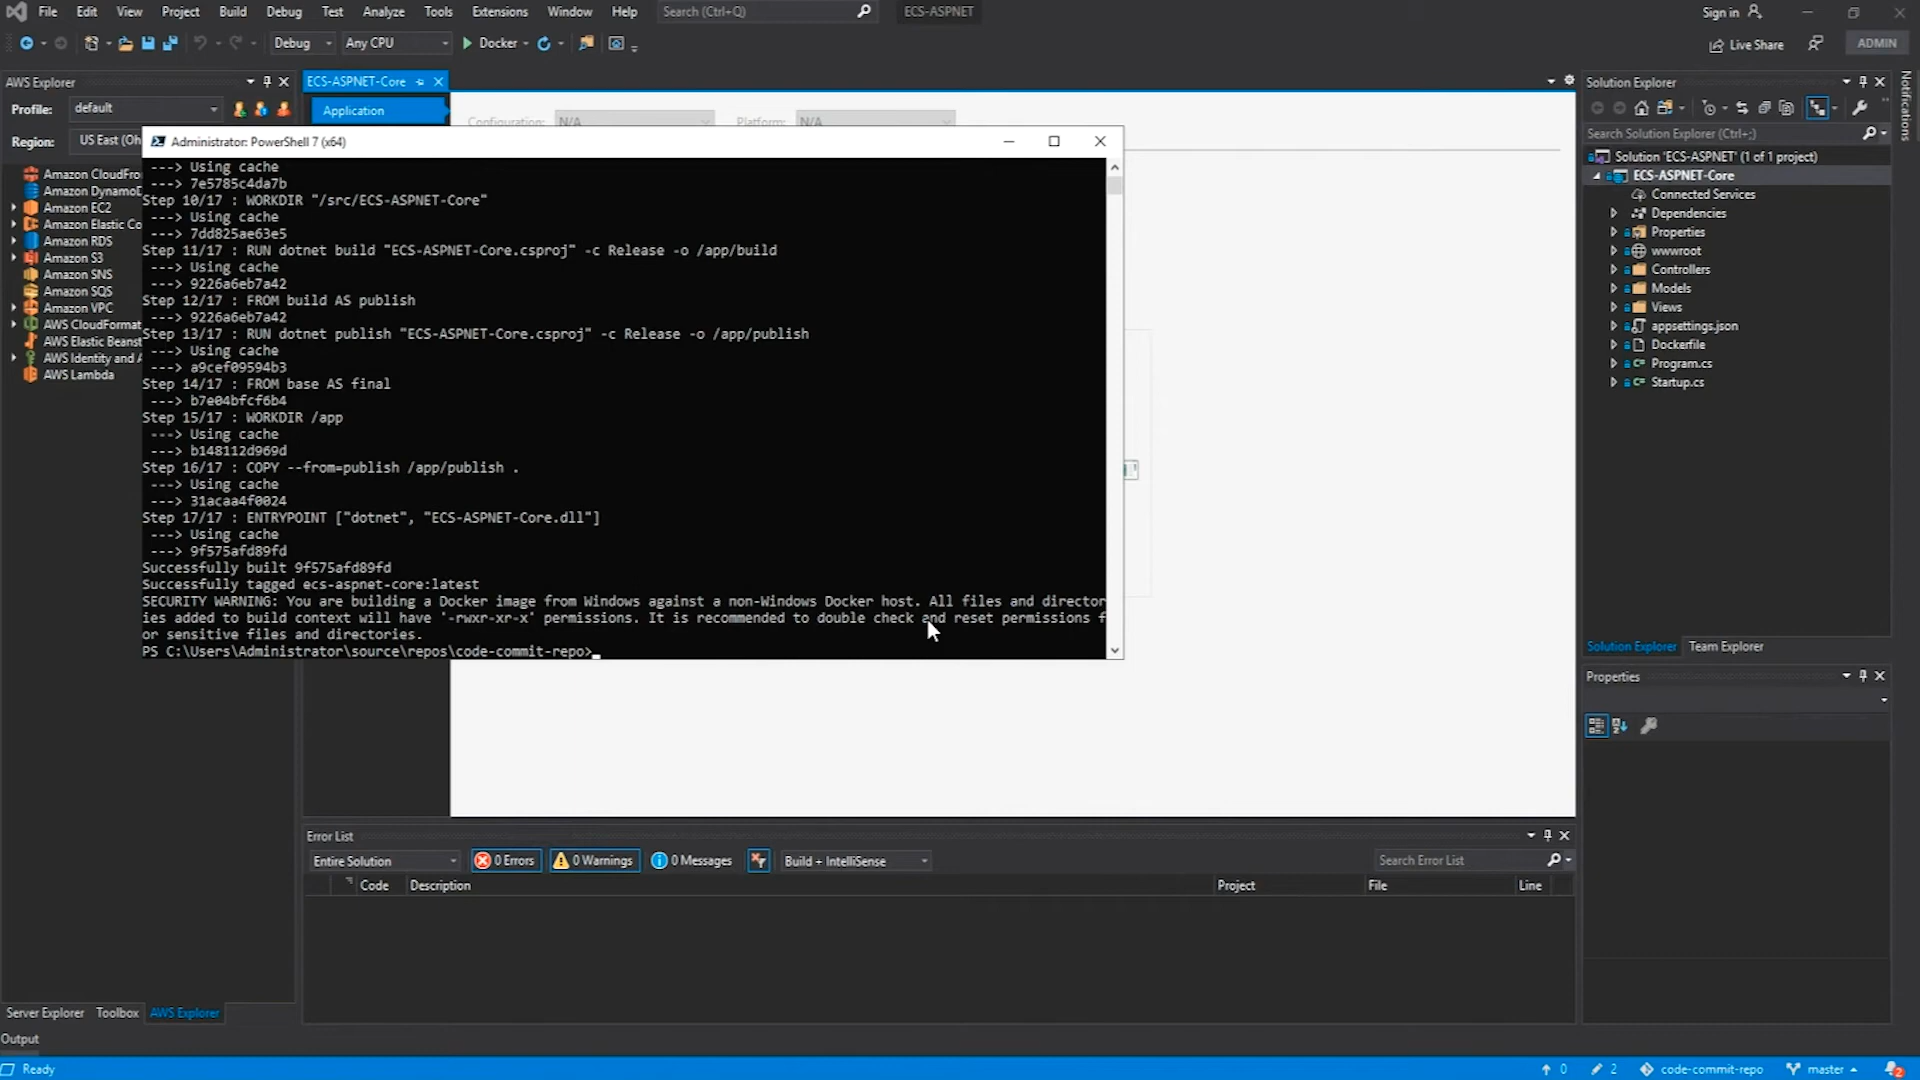 File Edit View Project Build Debug Test Analyze Tools Extensions Window Help Search (Ctrl+Q) ECS-ASPNET Sign in
Debug Any CPU Docker Live Share ADMIN
AWS Explorer
Profile: default
Region: US East (Oh
Amazon CloudFro
Amazon DynamoD
Amazon EC2
Amazon Elastic Co
Amazon RDS
Amazon S3
Amazon SNS
Amazon SQS
Amazon VPC
AWS CloudFormat
AWS Elastic Beanst
AWS Identity and A
AWS Lambda
ECS-ASPNET-Core
Application
Configuration: N/A Platform: N/A
Administrator: PowerShell 7 (x64)
---> Using cache
---> 7e5785c4da7b
Step 10/17 : WORKDIR "/src/ECS-ASPNET-Core"
---> Using cache
---> 7dd825ae63e5
Step 11/17 : RUN dotnet build "ECS-ASPNET-Core.csproj" -c Release -o /app/build
---> Using cache
---> 9226a6eb7a42
Step 12/17 : FROM build AS publish
---> 9226a6eb7a42
Step 13/17 : RUN dotnet publish "ECS-ASPNET-Core.csproj" -c Release -o /app/publish
---> Using cache
---> a9cef09594b3
Step 14/17 : FROM base AS final
---> b7e04bfcf6b4
Step 15/17 : WORKDIR /app
---> Using cache
---> b148112d969d
Step 16/17 : COPY --from=publish /app/publish .
---> Using cache
---> 31acaa4f0024
Step 17/17 : ENTRYPOINT ["dotnet", "ECS-ASPNET-Core.dll"]
---> Using cache
---> 9f575afd89fd
Successfully built 9f575afd89fd
Successfully tagged ecs-aspnet-core:latest
SECURITY WARNING: You are building a Docker image from Windows against a non-Windows Docker host. All files and director
ies added to build context will have '-rwxr-xr-x' permissions. It is recommended to double check and reset permissions f
or sensitive files and directories.
PS C:\Users\Administrator\source\repos\code-commit-repo>
Solution Explorer
Search Solution Explorer (Ctrl+;)
Solution 'ECS-ASPNET' (1 of 1 project)
ECS-ASPNET-Core
Connected Services
Dependencies
Properties
wwwroot
Controllers
Models
Views
appsettings.json
Dockerfile
Program.cs
Startup.cs
Notifications
Solution Explorer Team Explorer
Properties
Error List
Entire Solution 0 Errors 0 Warnings 0 Messages Build + IntelliSense Search Error List
Code Description Project File Line
Server Explorer Toolbox AWS Explorer
Output
Ready 0 2 code-commit-repo master 2